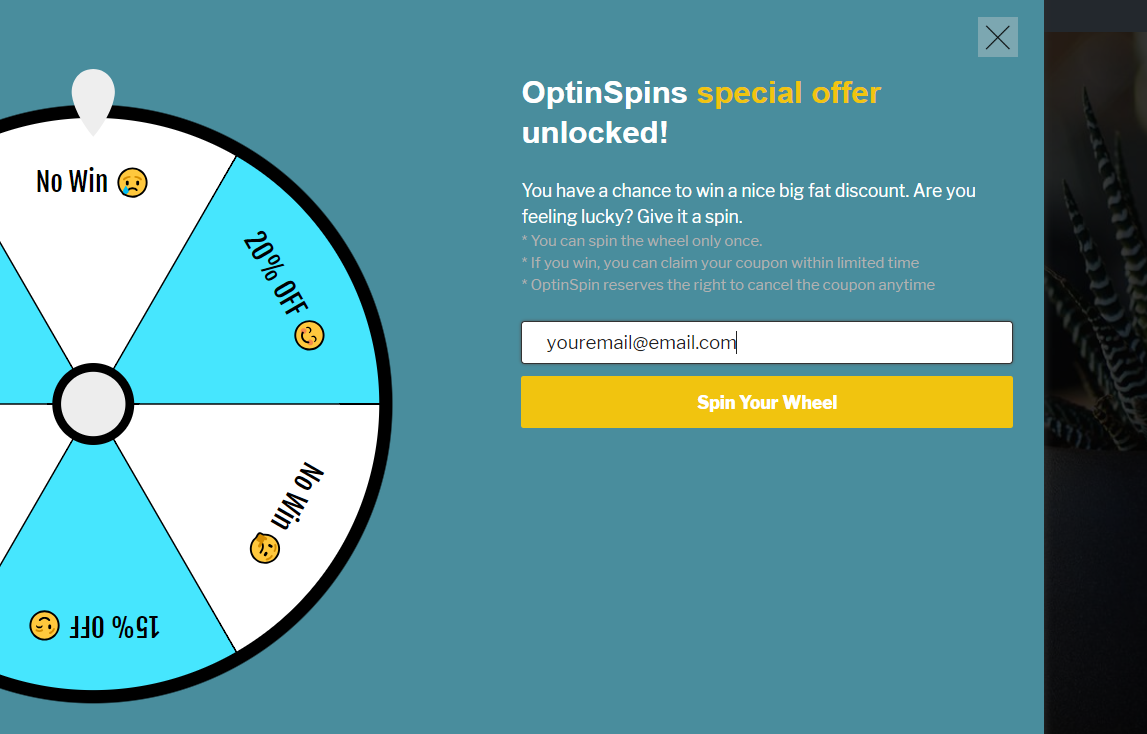 No Win
20% OFF
No Win
15% OFF
OptinSpins special offer
unlocked!
You have a chance to win a nice big fat discount. Are you
feeling lucky? Give it a spin.
* You can spin the wheel only once.
* If you win, you can claim your coupon within limited time
* OptinSpin reserves the right to cancel the coupon anytime
youremail@email.com
Spin Your Wheel